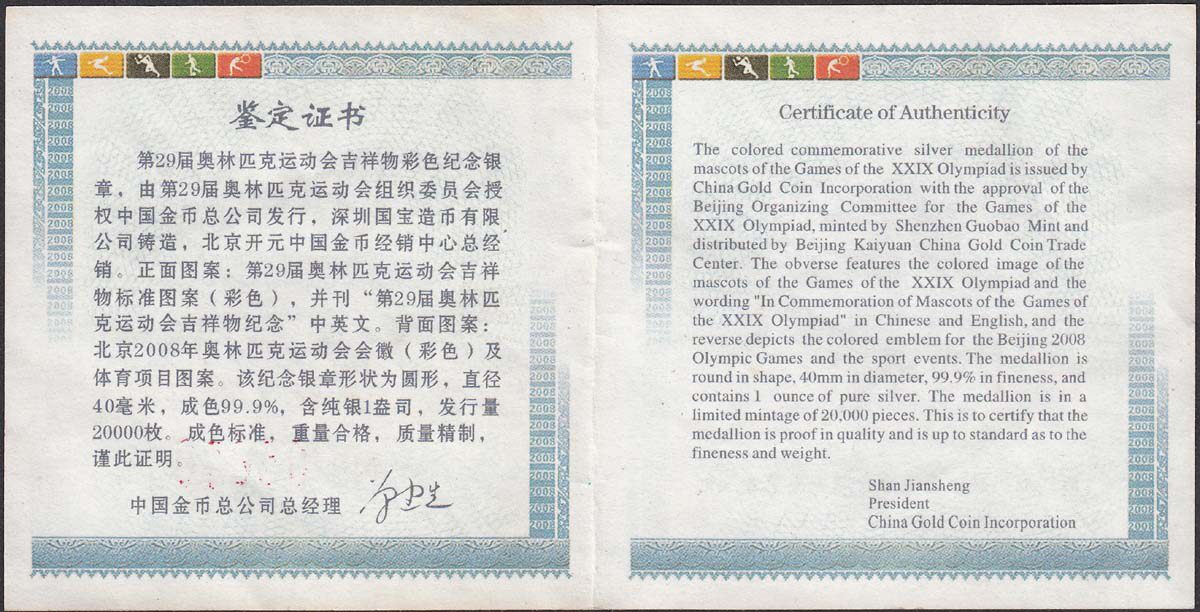 鉴定证书
第29届奥林匹克运动会吉祥物彩色纪念银
章，由第29届奥林匹克运动会组织委员会授
权中国金币总公司发行，深圳国宝造币有限
公司铸造，北京开元中国金币经销中心总经
销。正面图案：第29届奥林匹克运动会吉祥
物标准图案（彩色），并刊“第29届奥林匹
克运动会吉祥物纪念”中英文。背面图案：
北京2008年奥林匹克运动会会徽（彩色）及
体育项目图案。该纪念银章形状为圆形，直径
40毫米，成色99.9%，含纯银1盎司，发行量
20000枚。成色标准，重量合格，质量精制，
谨此证明。
中国金币总公司总经理
Certificate of Authenticity
The colored commemorative silver medallion of the
mascots of the Games of the XXIX Olympiad is issued by
China Gold Coin Incorporation with the approval of the
Beijing Organizing Committee for the Games of the
XXIX Olympiad, minted by Shenzhen Guobao Mint and
distributed by Beijing Kaiyuan China Gold Coin Trade
Center. The obverse features the colored image of the
mascots of the Games of the XXIX Olympiad and the
wording "In Commemoration of Mascots of the Games of
the XXIX Olympiad" in Chinese and English, and the
reverse depicts the colored emblem for the Beijing 2008
Olympic Games and the sport events. The medallion is
round in shape, 40mm in diameter, 99.9% in fineness, and
contains 1 ounce of pure silver. The medallion is in a
limited mintage of 20,000 pieces. This is to certify that the
medallion is proof in quality and is up to standard as to the
fineness and weight.
Shan Jiansheng
President
China Gold Coin Incorporation